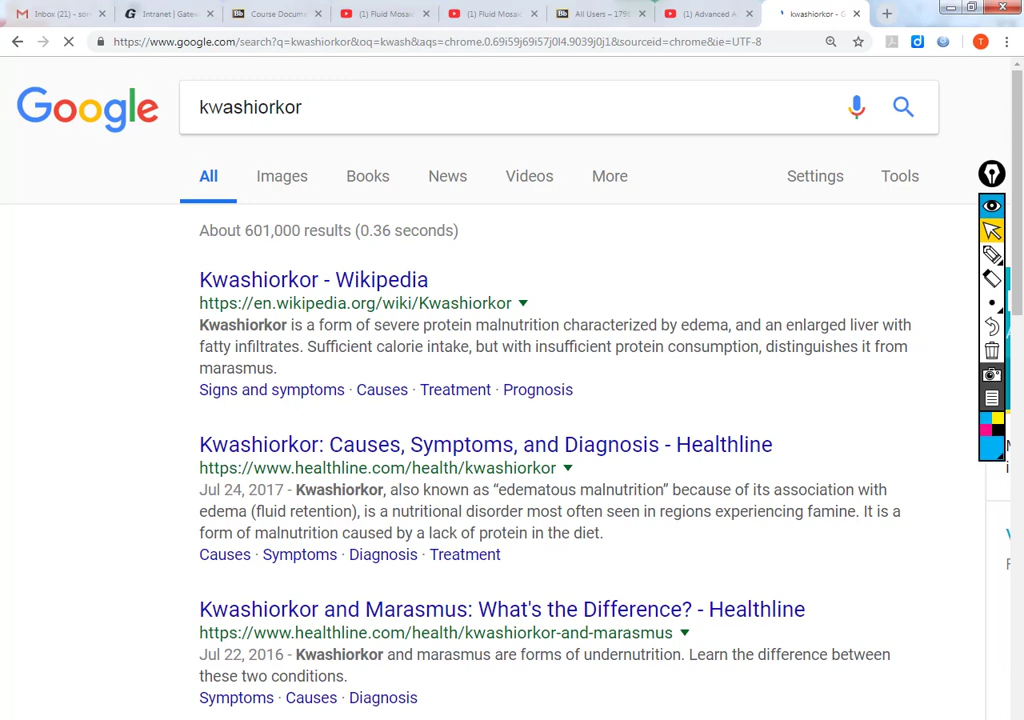 Inbox (21) - son
Intranet | Gatew
Course Docume
(1) Fluid Mosaic
(1) Fluid Mosaic
All Users – 1798
(1) Advanced A
kwashiorkor - G
https://www.google.com/search?q=kwashiorkor&oq=kwash&aqs=chrome.0.69i59j69i57j0l4.9039j0j1&sourceid=chrome&ie=UTF-8
Google
kwashiorkor
All Images Books News Videos More Settings Tools
About 601,000 results (0.36 seconds)
Kwashiorkor - Wikipedia
https://en.wikipedia.org/wiki/Kwashiorkor
Kwashiorkor is a form of severe protein malnutrition characterized by edema, and an enlarged liver with
fatty infiltrates. Sufficient calorie intake, but with insufficient protein consumption, distinguishes it from
marasmus.
Signs and symptoms · Causes · Treatment · Prognosis
Kwashiorkor: Causes, Symptoms, and Diagnosis - Healthline
https://www.healthline.com/health/kwashiorkor
Jul 24, 2017 - Kwashiorkor, also known as “edematous malnutrition” because of its association with
edema (fluid retention), is a nutritional disorder most often seen in regions experiencing famine. It is a
form of malnutrition caused by a lack of protein in the diet.
Causes · Symptoms · Diagnosis · Treatment
Kwashiorkor and Marasmus: What's the Difference? - Healthline
https://www.healthline.com/health/kwashiorkor-and-marasmus
Jul 22, 2016 - Kwashiorkor and marasmus are forms of undernutrition. Learn the difference between
these two conditions.
Symptoms · Causes · Diagnosis